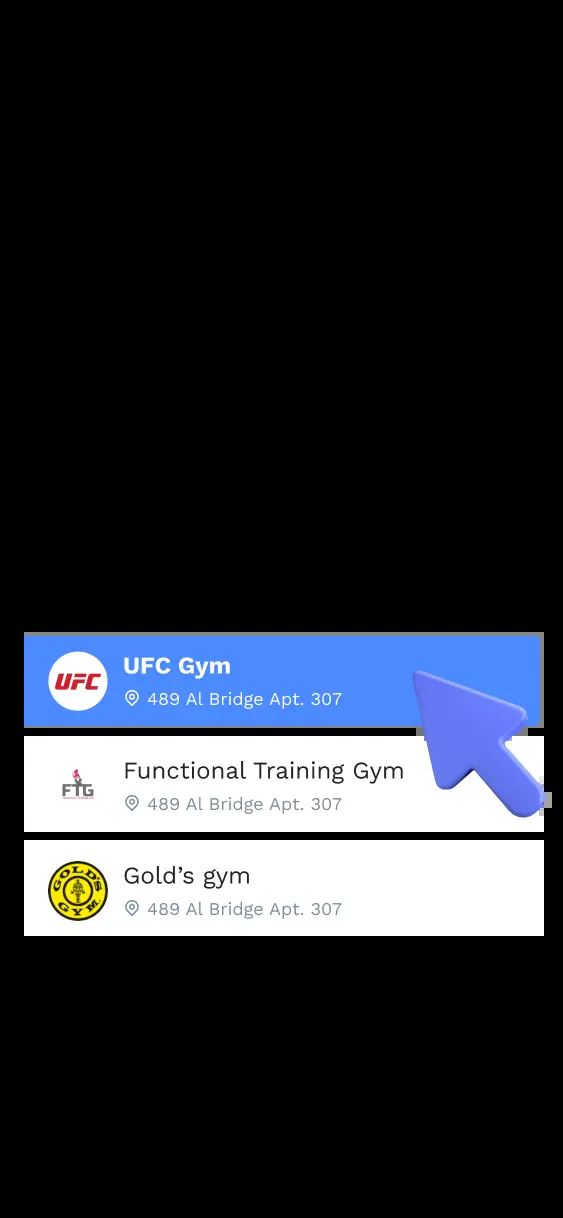 UFC
UFC Gym
489 Al Bridge Apt. 307
FTG
Functional Training Gym
489 Al Bridge Apt. 307
GOLD'S
GYM
Gold’s gym
489 Al Bridge Apt. 307